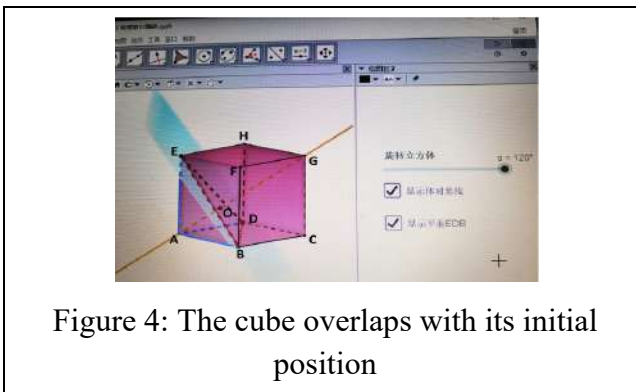 H
E
F
G
O
D
A
B
C
旋转立方体
α = 120°
显示体对角线
显示平面EDB
Figure 4: The cube overlaps with its initial
position